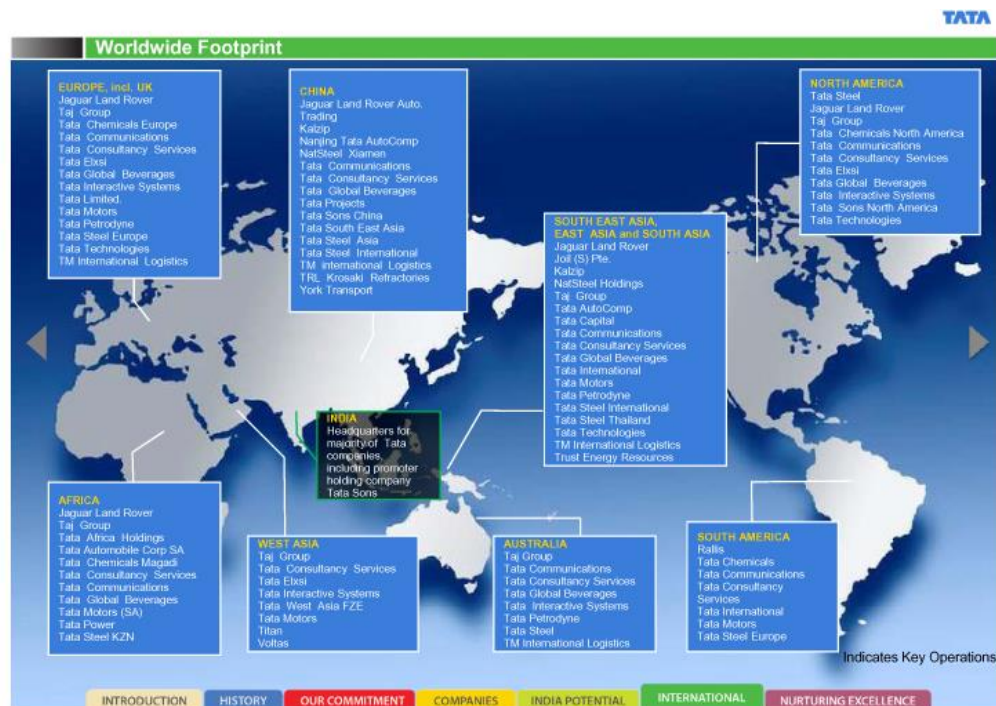 TATA
Worldwide Footprint
EUROPE, incl. UK
Jaguar Land Rover
Taj Group
Tata Chemicals Europe
Tata Communications
Tata Consultancy Services
Tata Elxsi
Tata Global Beverages
Tata Interactive Systems
Tata Limited.
Tata Motors
Tata Petrodyne
Tata Steel Europe
Tata Technologies
TM International Logistics
CHINA
Jaguar Land Rover Auto.
Trading
Kalzip
Nanjing Tata AutoComp
NatSteel Xiamen
Tata Communications
Tata Consultancy Services
Tata Global Beverages
Tata Projects
Tata Sons China
Tata South East Asia
Tata Steel Asia
Tata Steel International
TM international Logistics
TRL Krosaki Refractories
York Transport
NORTH AMERICA
Tata Steel
Jaguar Land Rover
Taj Group
Tata Chemicals North America
Tata Communications
Tata Consultancy Services
Tata Elxsi
Tata Global Beverages
Tata Interactive Systems
Tata Sons North America
Tata Technologies
SOUTH EAST ASIA,
EAST ASIA and SOUTH ASIA
Jaguar Land Rover
Joil (S) Pte.
Kalzip
NatSteel Holdings
Taj Group
Tata AutoComp
Tata Capital
Tata Communications
Tata Consultancy Services
Tata Global Beverages
Tata International
Tata Motors
Tata Petrodyne
Tata Steel International
Tata Steel Thailand
Tata Technologies
TM International Logistics
Trust Energy Resources
INDIA
Headquarters for
majority of Tata
companies,
including promoter
holding company
Tata Sons
AFRICA
Jaguar Land Rover
Taj Group
Tata Africa Holdings
Tata Automobile Corp SA
Tata Chemicals Magadi
Tata Consultancy Services
Tata Communications
Tata Global Beverages
Tata Motors (SA)
Tata Power
Tata Steel KZN
WEST ASIA
Taj Group
Tata Consultancy Services
Tata Elxsi
Tata Interactive Systems
Tata West Asia FZE
Tata Motors
Titan
Voltas
AUSTRALIA
Taj Group
Tata Communications
Tata Consultancy Services
Tata Global Beverages
Tata Interactive Systems
Tata Petrodyne
Tata Steel
TM International Logistics
SOUTH AMERICA
Rallis
Tata Chemicals
Tata Communications
Tata Consultancy
Services
Tata International
Tata Motors
Tata Steel Europe
Indicates Key Operations
INTRODUCTION
HISTORY
OUR COMMITMENT
COMPANIES
INDIA POTENTIAL
INTERNATIONAL
NURTURING EXCELLENCE